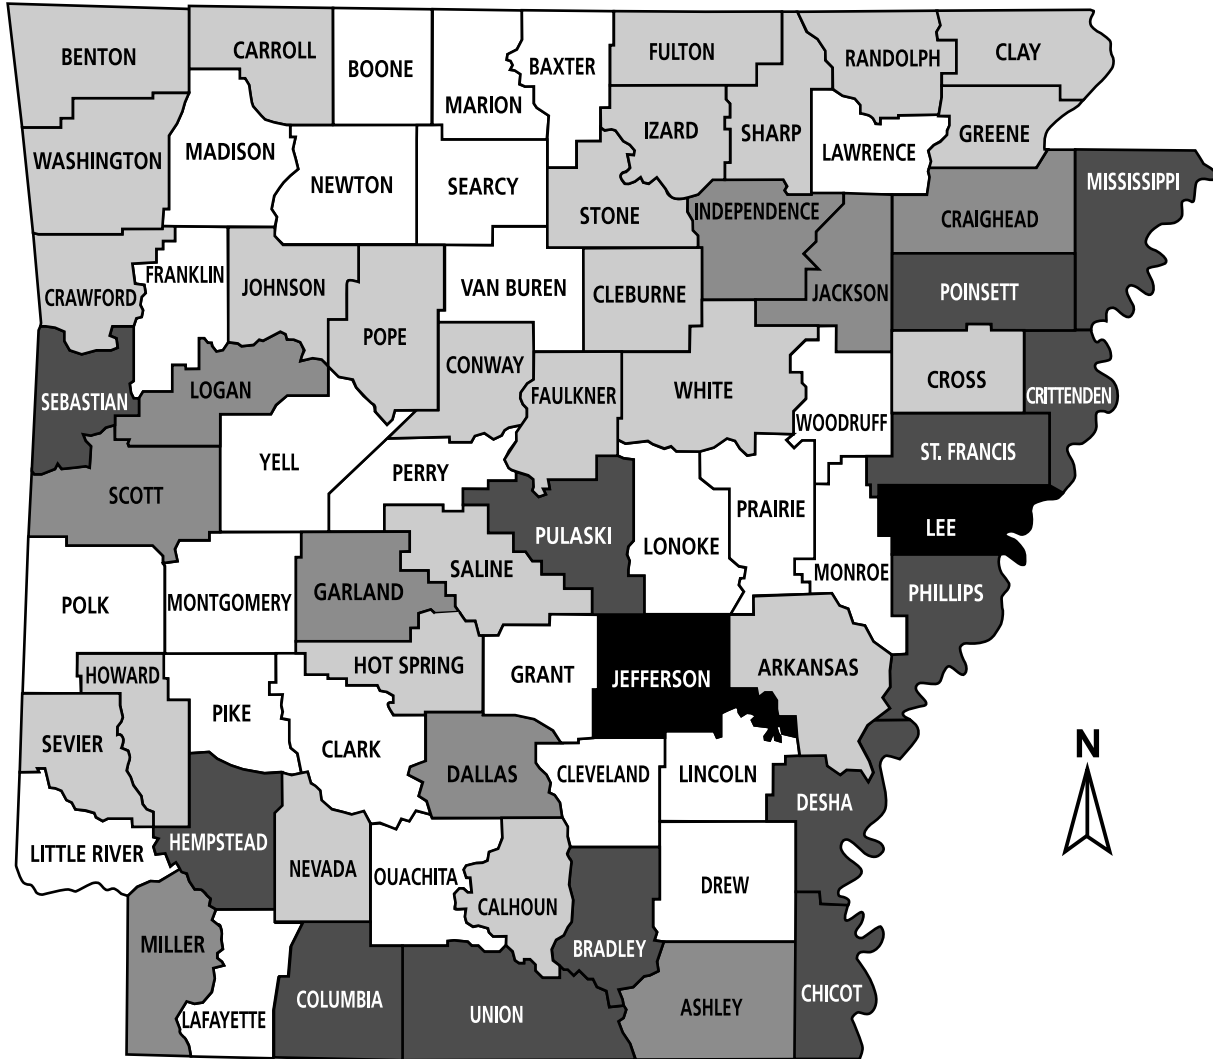 BENTON
CARROLL
BOONE
MARION
BAXTER
FULTON
RANDOLPH
CLAY
WASHINGTON
MADISON
NEWTON
SEARCY
STONE
IZARD
SHARP
LAWRENCE
GREENE
INDEPENDENCE
CRAIGHEAD
MISSISSIPPI
CRAWFORD
FRANKLIN
JOHNSON
POPE
VAN BUREN
CLEBURNE
JACKSON
POINSETT
SEBASTIAN
LOGAN
CONWAY
FAULKNER
WHITE
WOODRUFF
CROSS
CRITTENDEN
SCOTT
YELL
PERRY
PULASKI
LONOKE
PRAIRIE
ST. FRANCIS
LEE
POLK
MONTGOMERY
GARLAND
SALINE
MONROE
PHILLIPS
HOWARD
PIKE
HOT SPRING
GRANT
JEFFERSON
ARKANSAS
SEVIER
CLARK
DALLAS
CLEVELAND
LINCOLN
DESHA
N
LITTLE RIVER
HEMPSTEAD
NEVADA
OUACHITA
CALHOUN
DREW
MILLER
LAFAYETTE
COLUMBIA
UNION
BRADLEY
ASHLEY
CHICOT